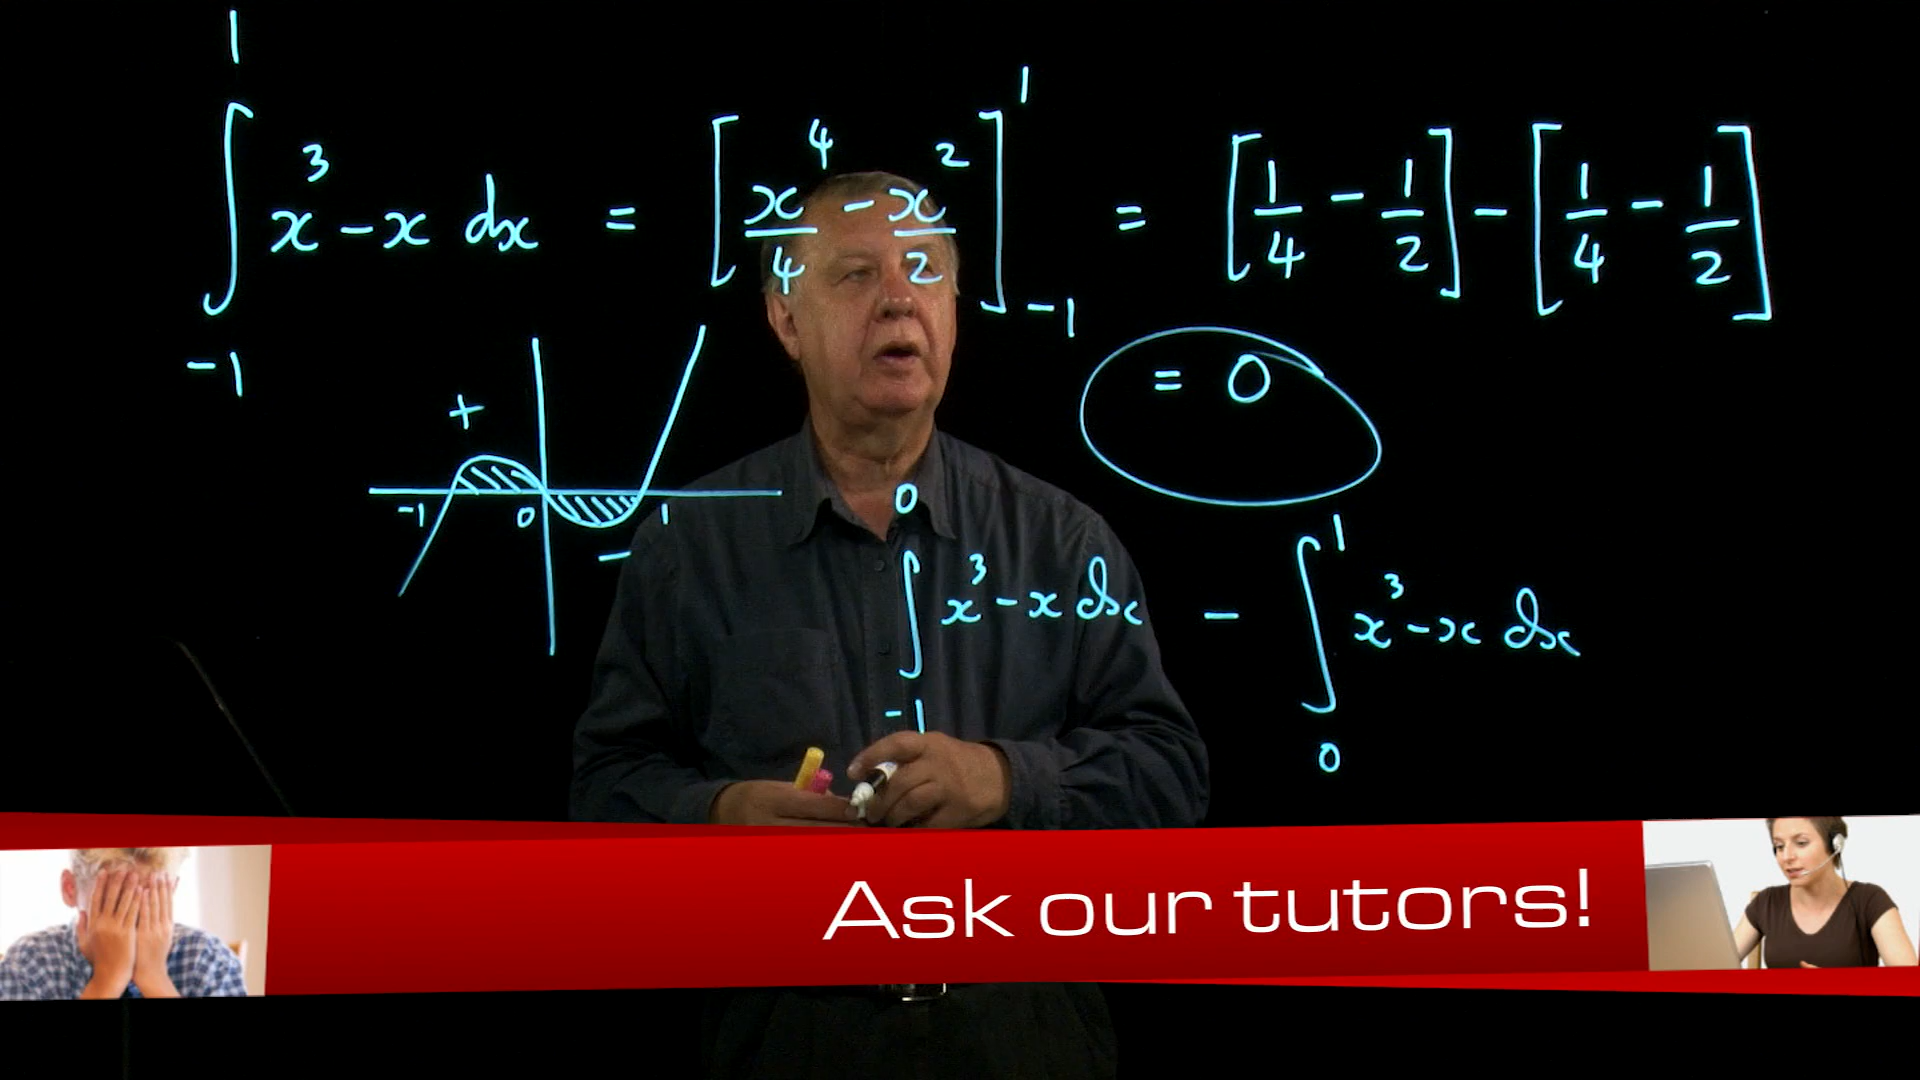 ∫_{-1}^{1} x³ - x dx = [x⁴/4 - x²/2]_{-1}^{1} = [1/4 - 1/2] - [1/4 - 1/2]
= 0
+
-1 0 1
-
∫_{-1}^{0} x³ - x dx - ∫_{0}^{1} x³ - x dx
Ask our tutors!